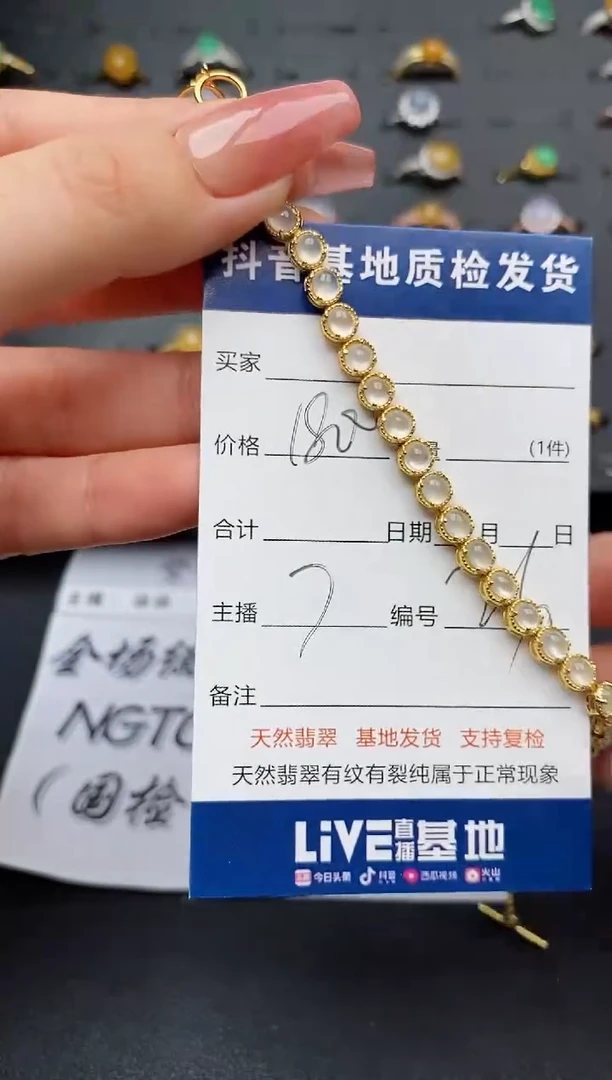 抖音基地质检发货
买家
价格 1800 (1件)
合计 日期 月 日
主播 7 编号
备注
天然翡翠 基地发货 支持复检
天然翡翠有纹有裂纯属于正常现象
LiVE直播基地
今日头条 抖音 西瓜视频 火山
全场
NGTC
(国检